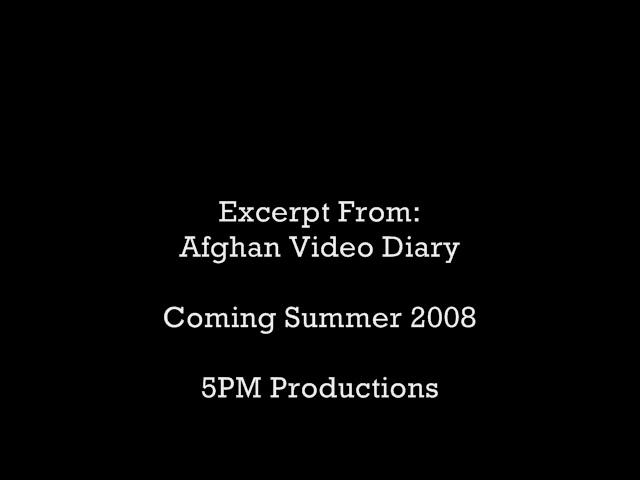 Excerpt From:
Afghan Video Diary
Coming Summer 2008
5PM Productions